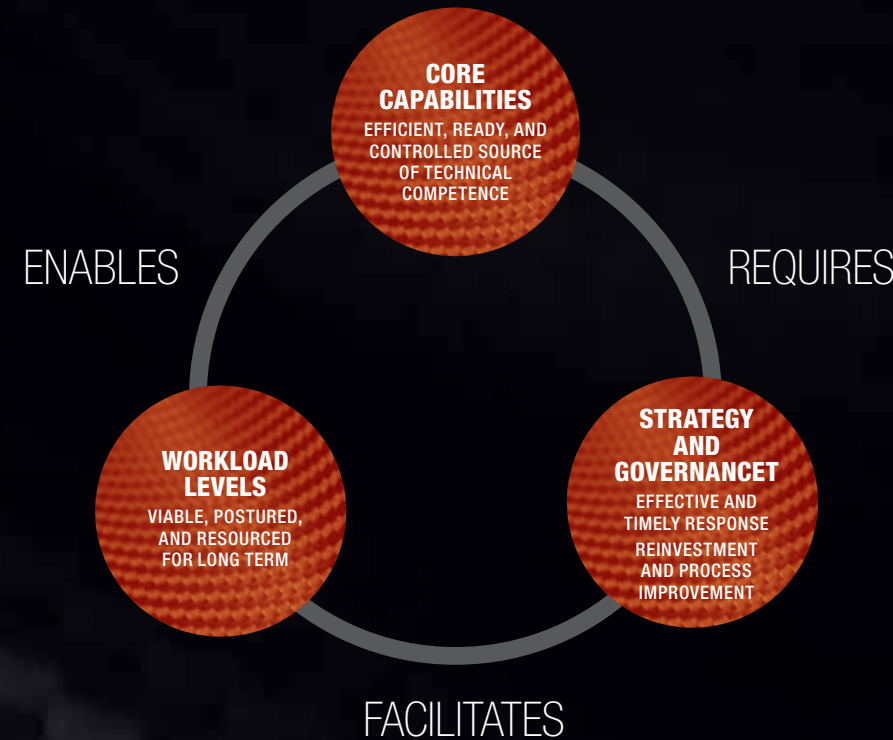 CORE
CAPABILITIES
EFFICIENT, READY, AND
CONTROLLED SOURCE
OF TECHNICAL
COMPETENCE
ENABLES
REQUIRES
WORKLOAD
LEVELS
VIABLE, POSTURED,
AND RESOURCED
FOR LONG TERM
STRATEGY
AND
GOVERNANCET
EFFECTIVE AND
TIMELY RESPONSE
REINVESTMENT
AND PROCESS
IMPROVEMENT
FACILITATES